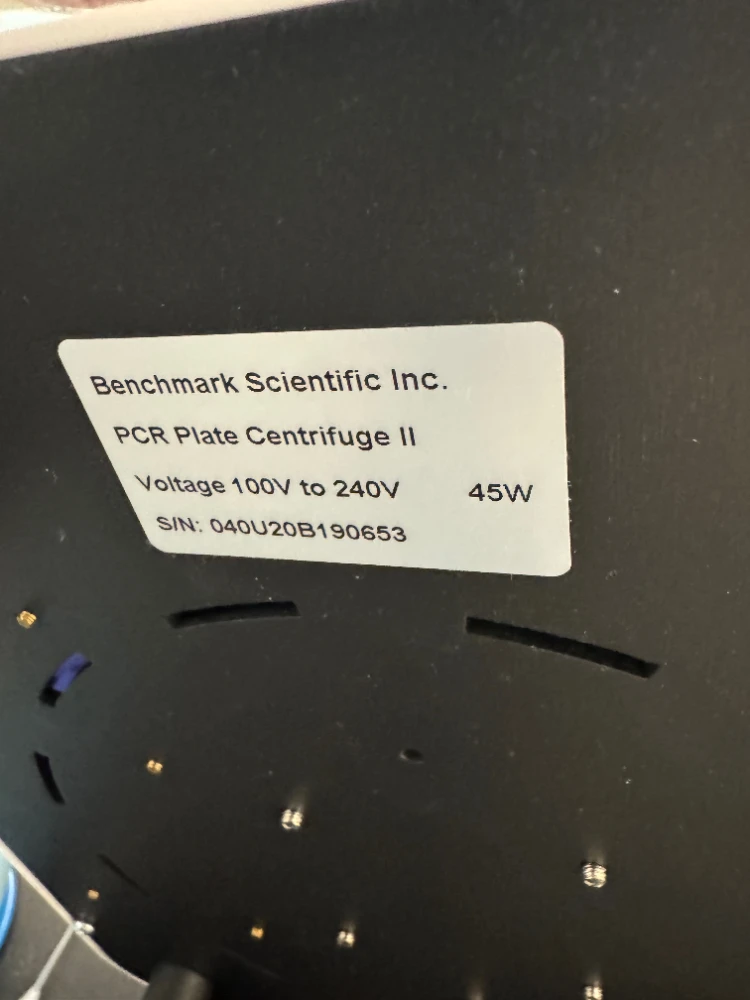 Benchmark Scientific Inc.
PCR Plate Centrifuge II
Voltage 100V to 240V 45W
S/N: 040U20B190653